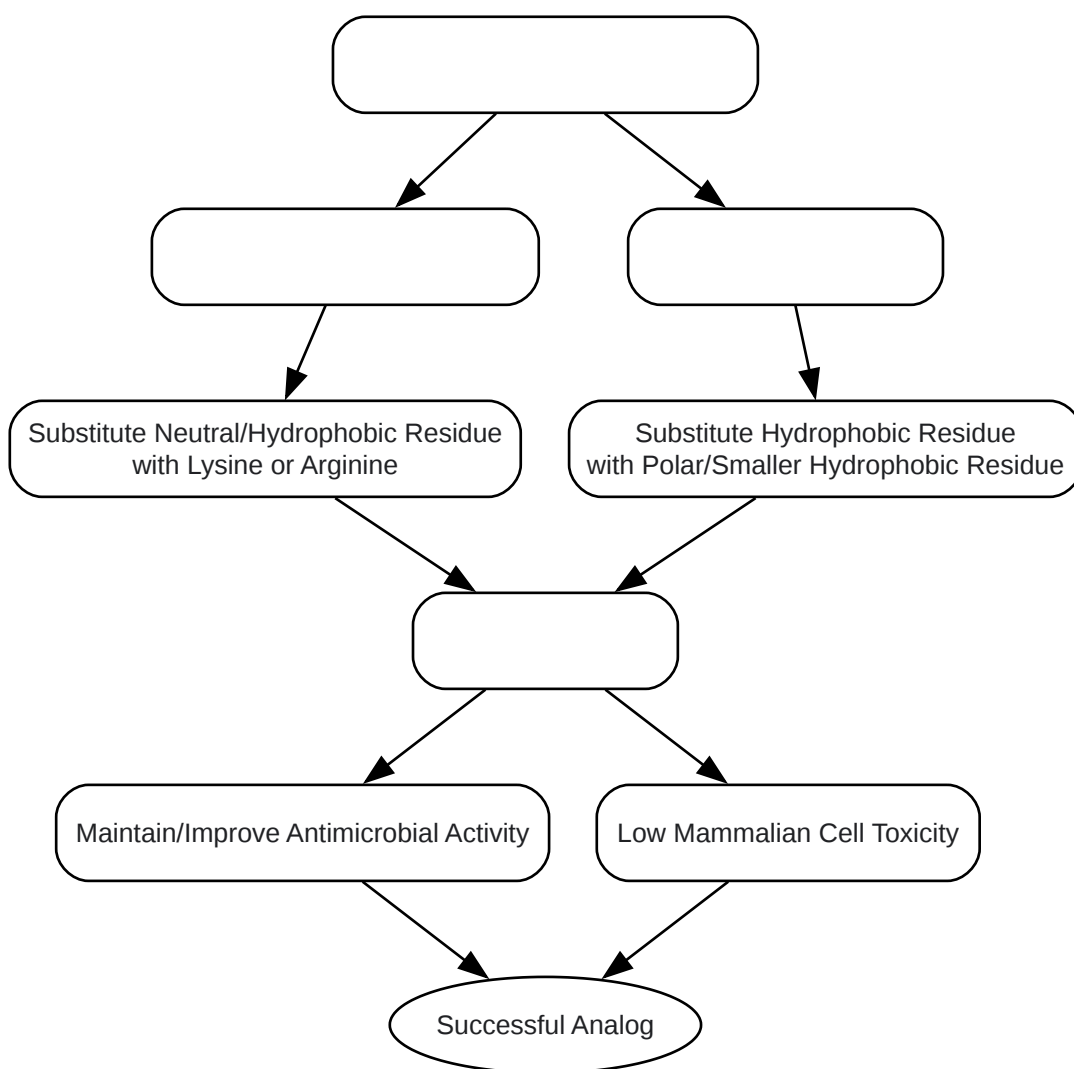 Substitute Neutral/Hydrophobic Residue
with Lysine or Arginine
Substitute Hydrophobic Residue
with Polar/Smaller Hydrophobic Residue
Maintain/Improve Antimicrobial Activity
Low Mammalian Cell Toxicity
Successful Analog